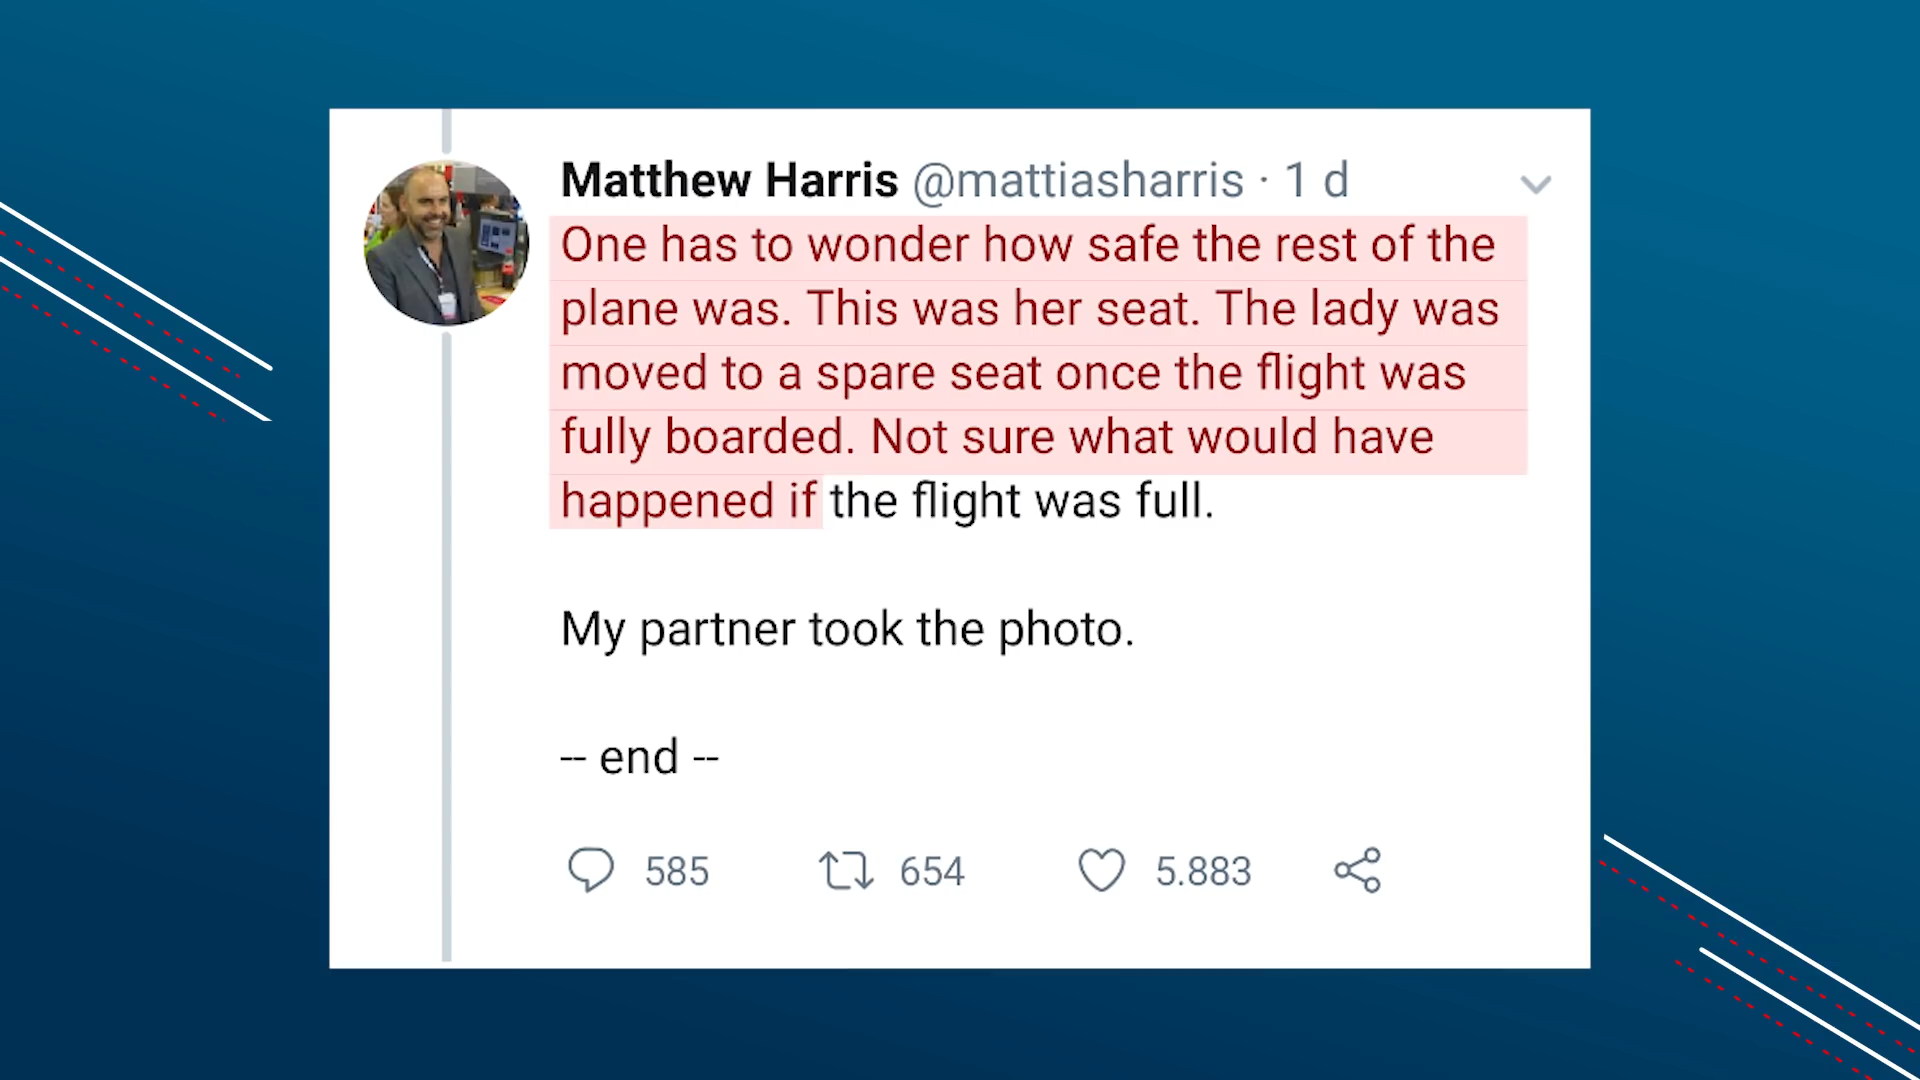 Matthew Harris @mattiasharris · 1 d
One has to wonder how safe the rest of the
plane was. This was her seat. The lady was
moved to a spare seat once the flight was
fully boarded. Not sure what would have
happened if the flight was full.
My partner took the photo.
-- end --
585 654 5.883